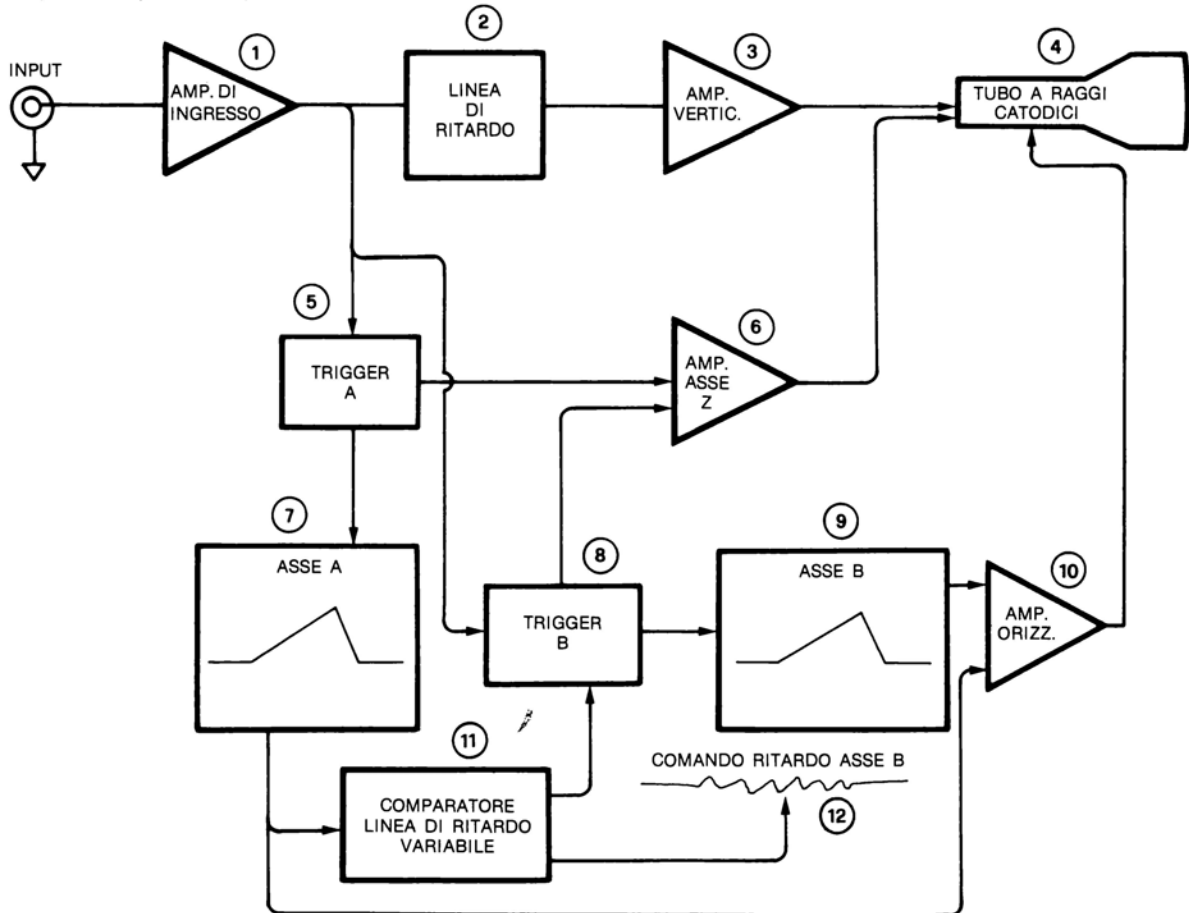 1
2
3
4
INPUT
AMP. DI
INGRESSO
LINEA
DI
RITARDO
AMP.
VERTIC.
TUBO A RAGGI
CATODICI
5
6
TRIGGER
A
AMP.
ASSE
Z
7
8
9
10
ASSE A
TRIGGER
B
ASSE B
AMP.
ORIZZ.
11
COMPARATORE
LINEA DI RITARDO
VARIABILE
COMANDO RITARDO ASSE B
12